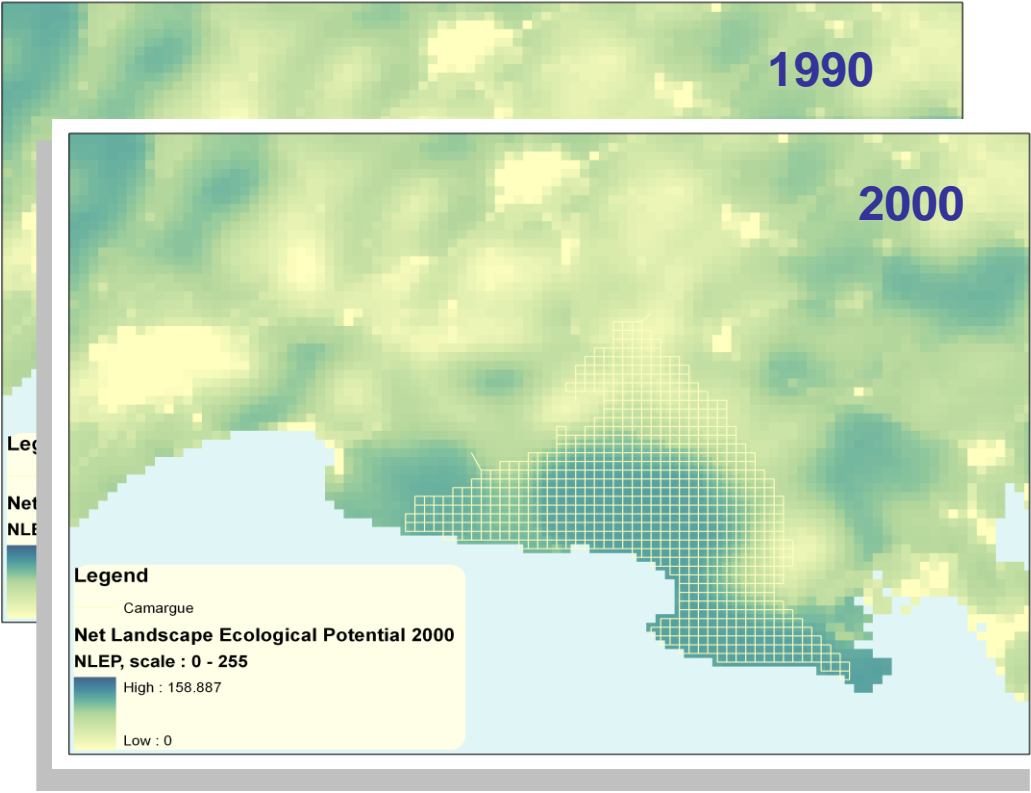 1990
2000
Leg
Net
NLE
Legend
Camargue
Net Landscape Ecological Potential 2000
NLEP, scale : 0 - 255
High : 158.887
Low : 0